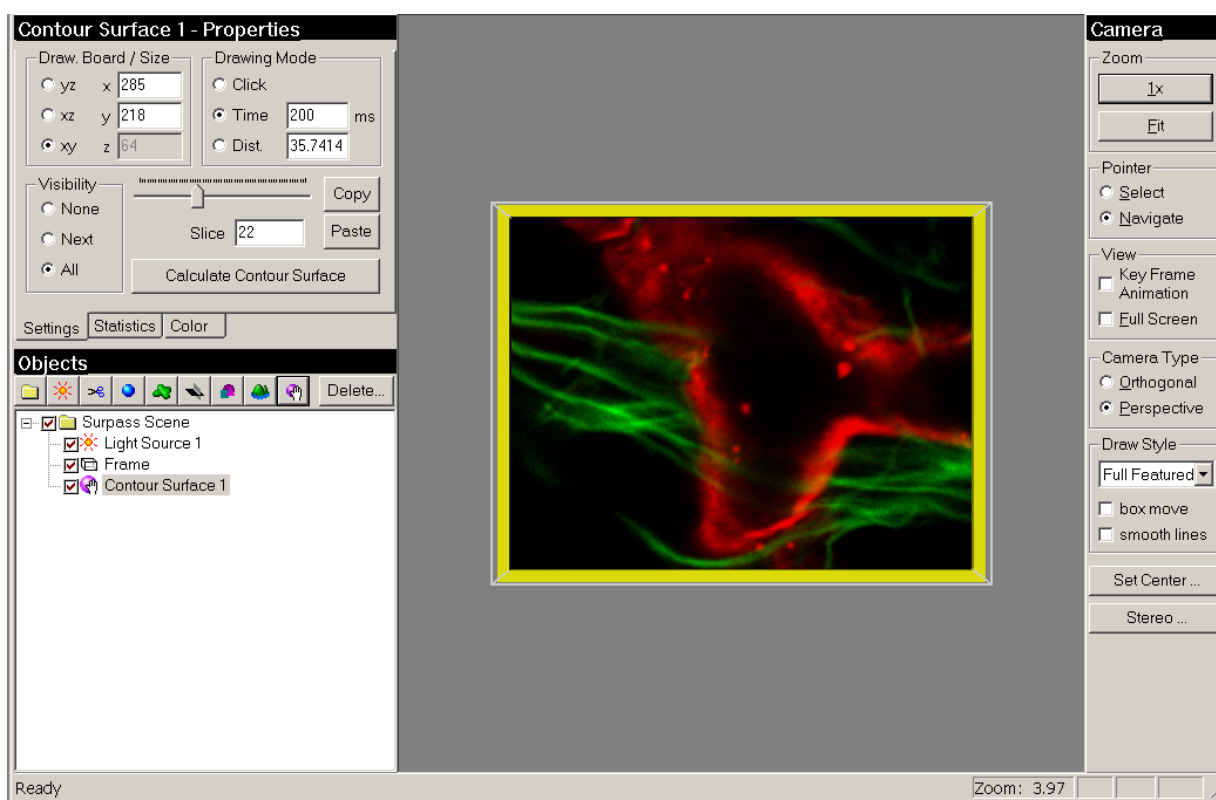 Contour Surface 1 - Properties
Draw. Board / Size
yz x 285
xz y 218
xy z 64
Drawing Mode
Click
Time 200 ms
Dist. 35.7414
Visibility
None
Next
All
Slice 22
Copy
Paste
Calculate Contour Surface
Settings Statistics Color
Objects
Delete...
Surpass Scene
Light Source 1
Frame
Contour Surface 1
Camera
Zoom
1x
Fit
Pointer
Select
Navigate
View
Key Frame
Animation
Full Screen
Camera Type
Orthogonal
Perspective
Draw Style
Full Featured
box move
smooth lines
Set Center ...
Stereo ...
Ready
Zoom: 3.97